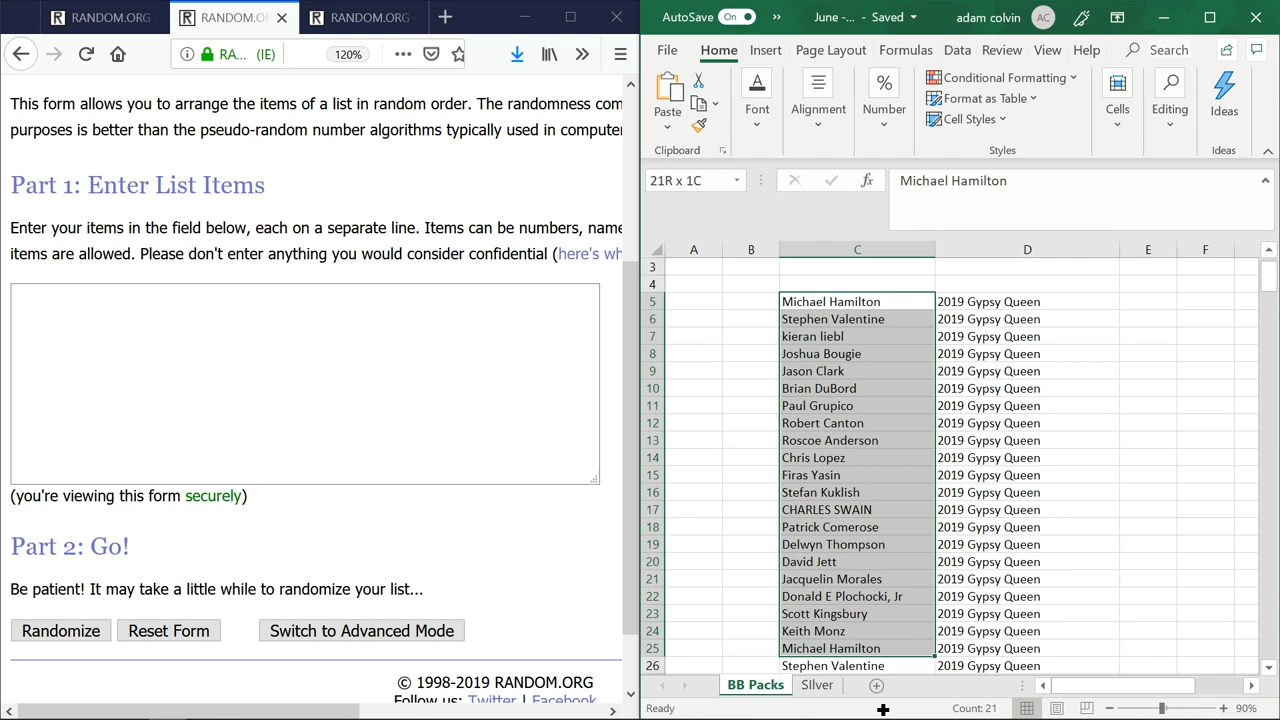 RANDOM.ORG
RANDOM.O
RANDOM.ORG
RA... (IE)
120%
This form allows you to arrange the items of a list in random order. The randomness com
purposes is better than the pseudo-random number algorithms typically used in computer
Part 1: Enter List Items
Enter your items in the field below, each on a separate line. Items can be numbers, name
items are allowed. Please don't enter anything you would consider confidential (here's wh
(you're viewing this form securely)
Part 2: Go!
Be patient! It may take a little while to randomize your list...
Randomize Reset Form Switch to Advanced Mode
© 1998-2019 RANDOM.ORG
Follow us: Twitter | Facebook
AutoSave On June -... - Saved adam colvin AC
File Home Insert Page Layout Formulas Data Review View Help Search
Paste Font Alignment Number Conditional Formatting Cells Editing Ideas
Format as Table
Cell Styles
Clipboard Styles Ideas
21R x 1C fx Michael Hamilton
A B C D E F
3
4
5 Michael Hamilton 2019 Gypsy Queen
6 Stephen Valentine 2019 Gypsy Queen
7 kieran liebl 2019 Gypsy Queen
8 Joshua Bougie 2019 Gypsy Queen
9 Jason Clark 2019 Gypsy Queen
10 Brian DuBord 2019 Gypsy Queen
11 Paul Grupico 2019 Gypsy Queen
12 Robert Canton 2019 Gypsy Queen
13 Roscoe Anderson 2019 Gypsy Queen
14 Chris Lopez 2019 Gypsy Queen
15 Firas Yasin 2019 Gypsy Queen
16 Stefan Kuklish 2019 Gypsy Queen
17 CHARLES SWAIN 2019 Gypsy Queen
18 Patrick Comerose 2019 Gypsy Queen
19 Delwyn Thompson 2019 Gypsy Queen
20 David Jett 2019 Gypsy Queen
21 Jacquelin Morales 2019 Gypsy Queen
22 Donald E Plochocki, Jr 2019 Gypsy Queen
23 Scott Kingsbury 2019 Gypsy Queen
24 Keith Monz 2019 Gypsy Queen
25 Michael Hamilton 2019 Gypsy Queen
26 Stephen Valentine 2019 Gypsy Queen
BB Packs SIlver
Ready Count: 21 90%